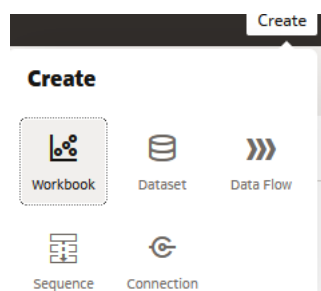 Create
Create
Workbook
Dataset
Data Flow
Sequence
Connection